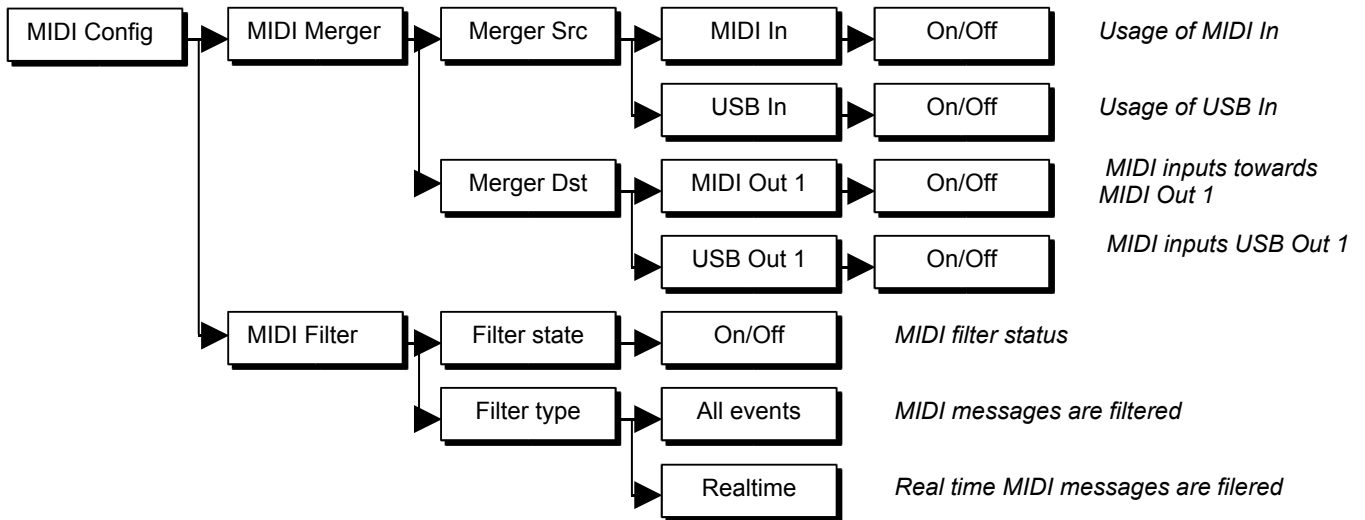 MIDI Config MIDI Merger Merger Src MIDI In On/Off Usage of MIDI In
USB In On/Off Usage of USB In
Merger Dst MIDI Out 1 On/Off MIDI inputs towards
MIDI Out 1
USB Out 1 On/Off MIDI inputs USB Out 1
MIDI Filter Filter state On/Off MIDI filter status
Filter type All events MIDI messages are filtered
Realtime Real time MIDI messages are filered